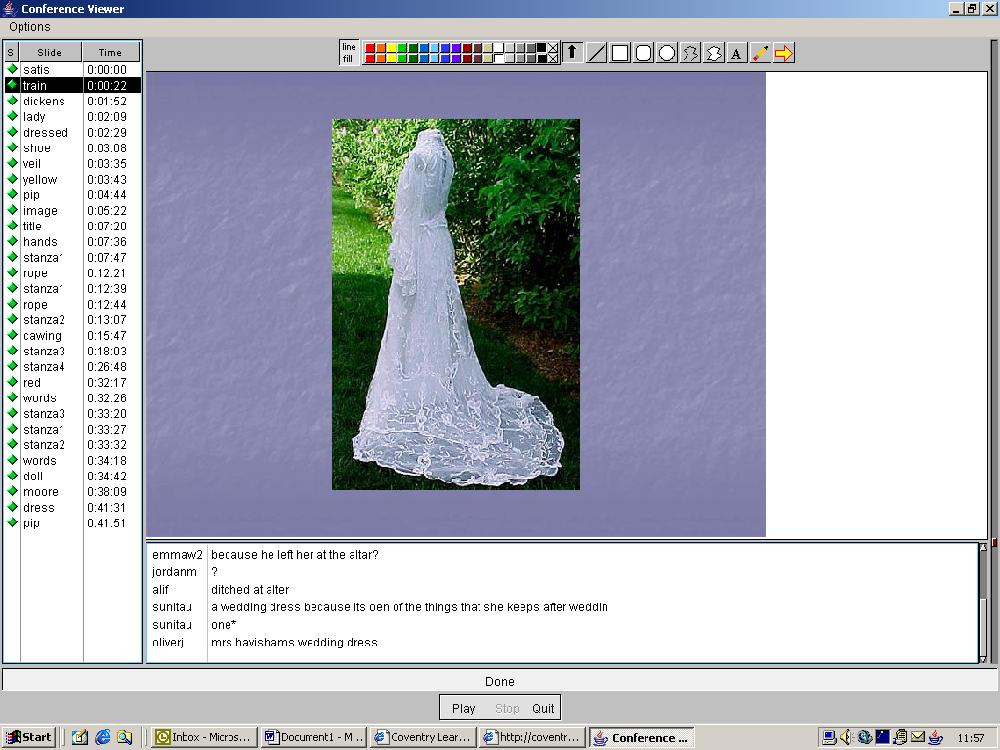 Conference Viewer
Options
S Slide Time
line
fill
A
satis 0:00:00
train 0:00:22
dickens 0:01:52
lady 0:02:09
dressed 0:02:29
shoe 0:03:08
veil 0:03:35
yellow 0:03:43
pip 0:04:44
image 0:05:22
title 0:07:20
hands 0:07:36
stanza1 0:07:47
rope 0:12:21
stanza1 0:12:39
rope 0:12:44
stanza2 0:13:07
cawing 0:15:47
stanza3 0:18:03
stanza4 0:26:48
red 0:32:17
words 0:32:26
stanza3 0:33:20
stanza1 0:33:27
stanza2 0:33:32
words 0:34:18
doll 0:34:42
moore 0:38:09
dress 0:41:31
pip 0:41:51
emmaw2 because he left her at the altar?
jordanm ?
alif ditched at alter
sunitau a wedding dress because its oen of the things that she keeps after weddin
sunitau one*
oliverj mrs havishams wedding dress
Done
Play Stop Quit
Start Inbox - Micros... Document1 - M... Coventry Lear... http://coventr... Conference ... 11:57